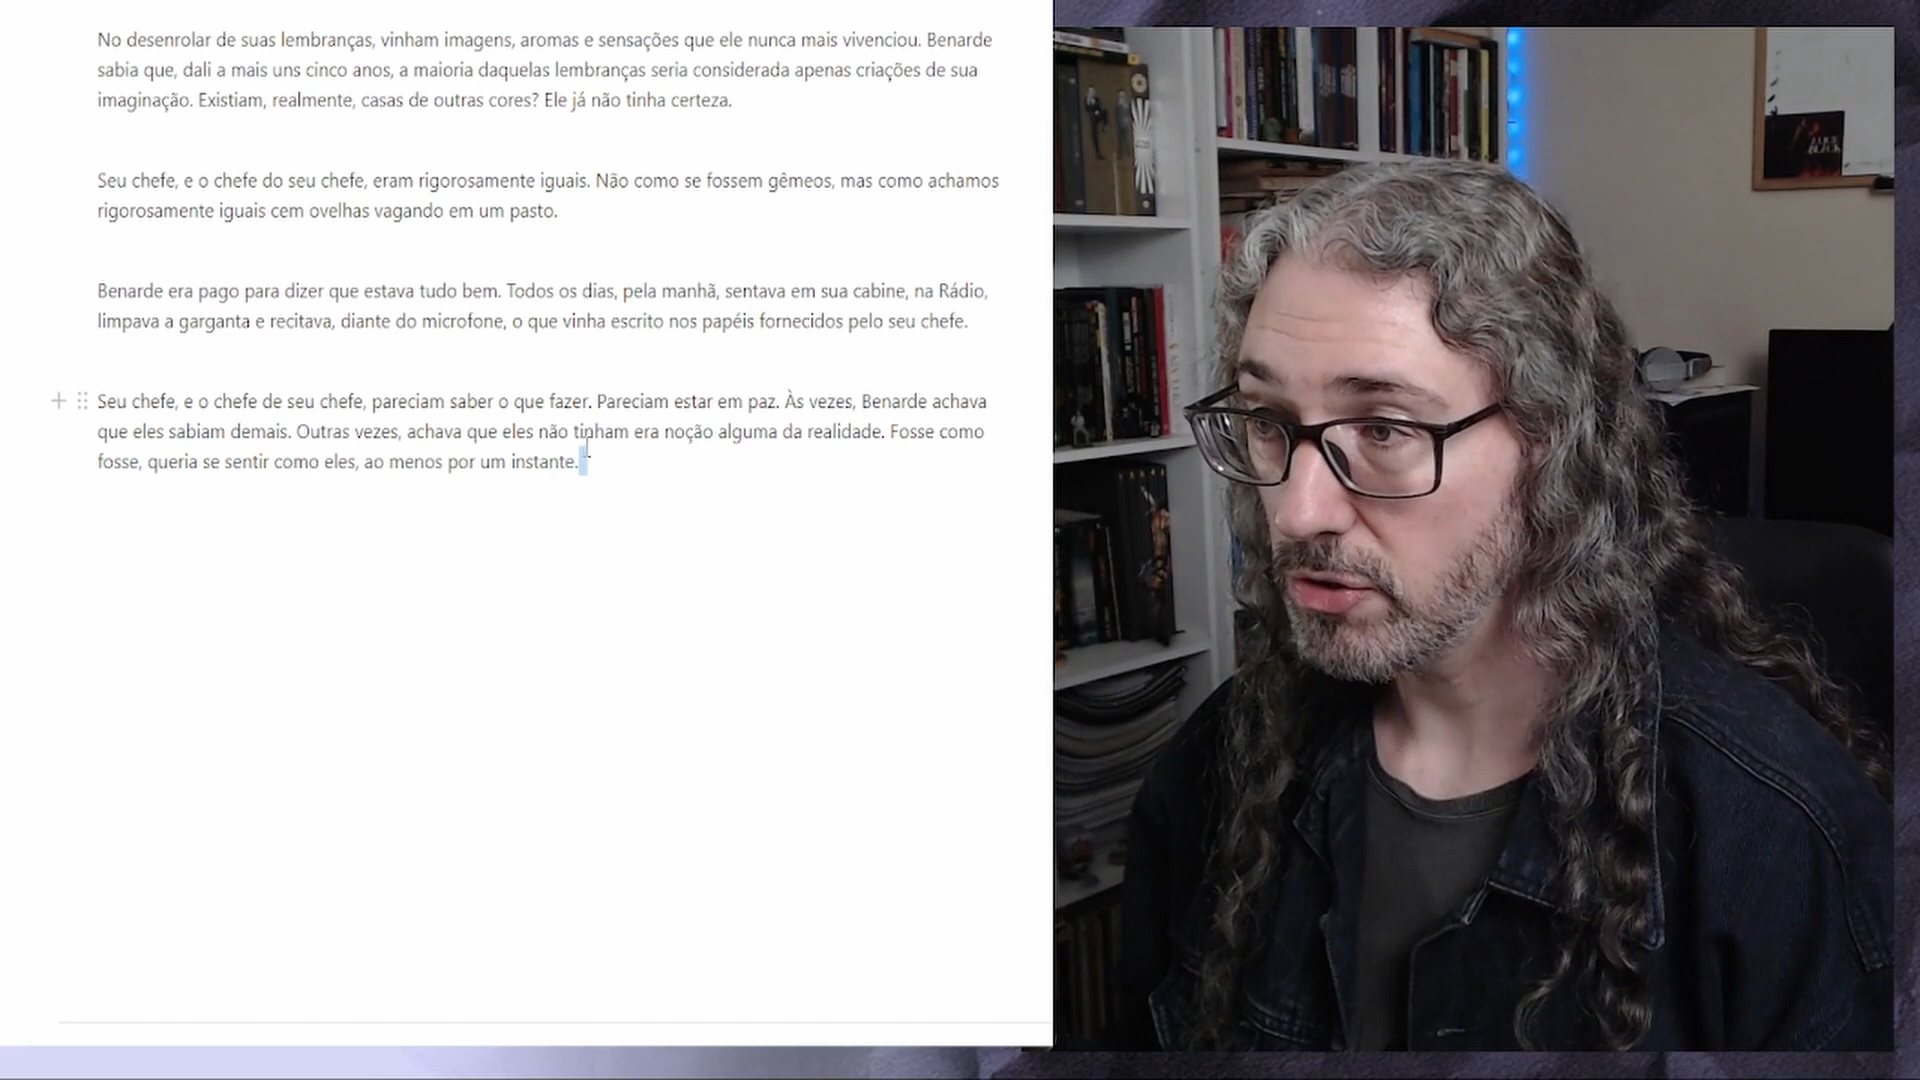 No desenrolar de suas lembranças, vinham imagens, aromas e sensações que ele nunca mais vivenciou. Benarde
sabia que, dali a mais uns cinco anos, a maioria daquelas lembranças seria considerada apenas criações de sua
imaginação. Existiam, realmente, casas de outras cores? Ele já não tinha certeza.
Seu chefe, e o chefe do seu chefe, eram rigorosamente iguais. Não como se fossem gêmeos, mas como achamos
rigorosamente iguais cem ovelhas vagando em um pasto.
Benarde era pago para dizer que estava tudo bem. Todos os dias, pela manhã, sentava em sua cabine, na Rádio,
limpava a garganta e recitava, diante do microfone, o que vinha escrito nos papéis fornecidos pelo seu chefe.
Seu chefe, e o chefe de seu chefe, pareciam saber o que fazer. Pareciam estar em paz. Às vezes, Benarde achava
que eles sabiam demais. Outras vezes, achava que eles não tinham era noção alguma da realidade. Fosse como
fosse, queria se sentir como eles, ao menos por um instante.